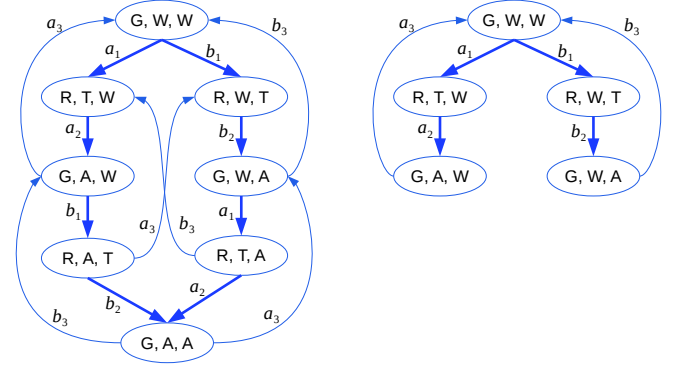 a₃ G, W, W b₃
a₁ b₁
R, T, W R, W, T
a₂ b₂
G, A, W G, W, A
b₁ a₁
a₃ b₃
R, A, T R, T, A
b₂ a₂
b₃ a₃
G, A, A
a₃ G, W, W b₃
a₁ b₁
R, T, W R, W, T
a₂ b₂
G, A, W G, W, A